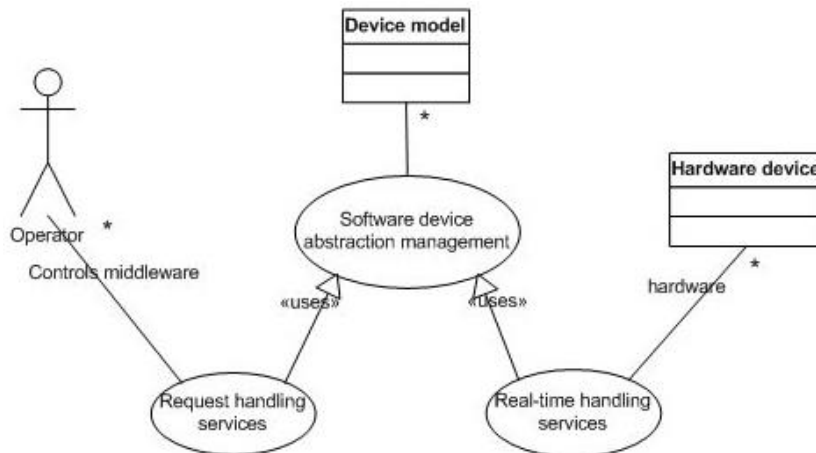 Device model
*
Hardware device
Operator
*
Controls middleware
Software device
abstraction management
*
hardware
«uses»
«uses»
Request handling
services
Real-time handling
services